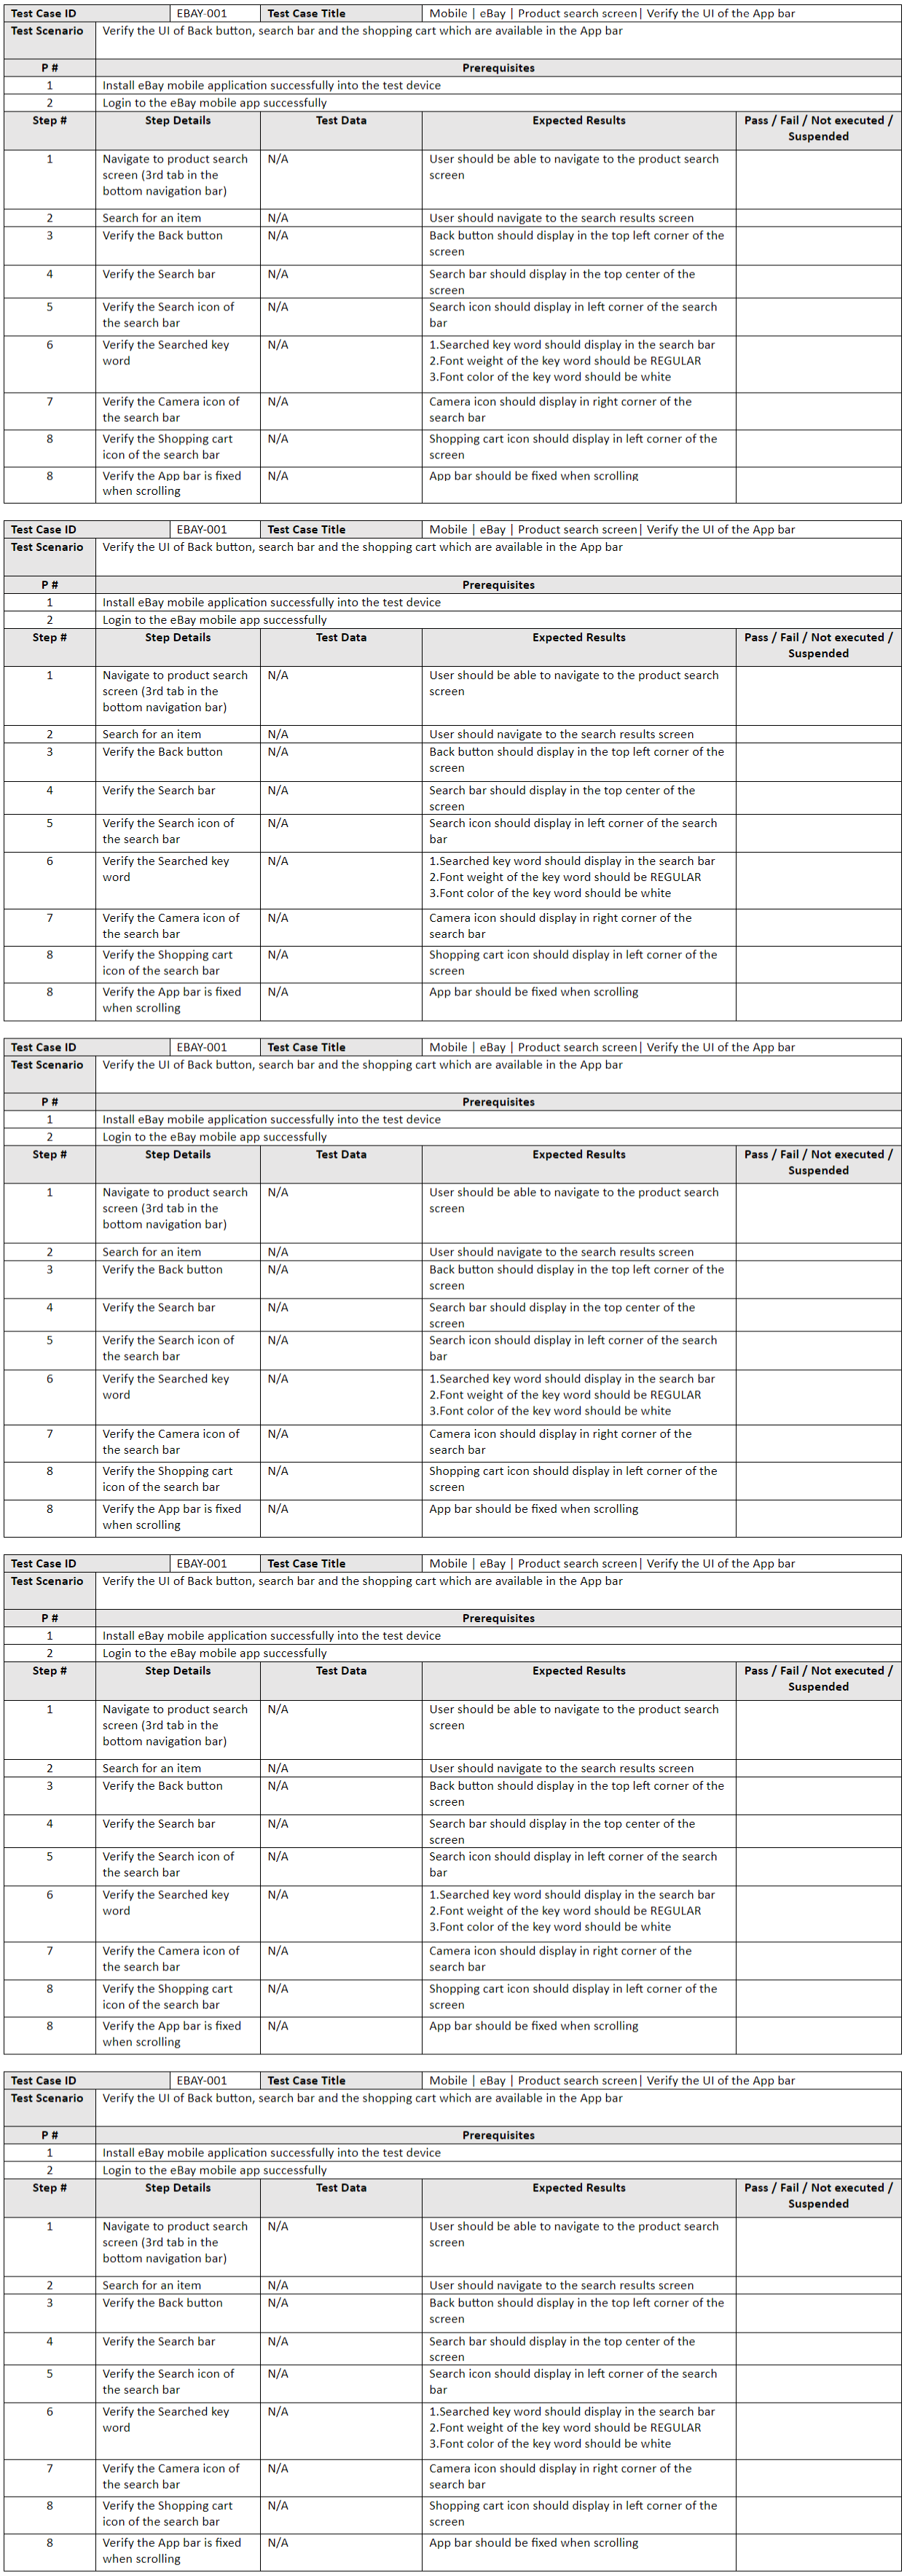 Test Case ID EBAY-001 Test Case Title Mobile | eBay | Product search screen| Verify the UI of the App bar
Test Scenario Verify the UI of Back button, search bar and the shopping cart which are available in the App bar
P # Prerequisites
1 Install eBay mobile application successfully into the test device
2 Login to the eBay mobile app successfully
Step # Step Details Test Data Expected Results Pass / Fail / Not executed /
Suspended
1 Navigate to product search N/A User should be able to navigate to the product search
screen (3rd tab in the screen
bottom navigation bar)
2 Search for an item N/A User should navigate to the search results screen
3 Verify the Back button N/A Back button should display in the top left corner of the
screen
4 Verify the Search bar N/A Search bar should display in the top center of the
screen
5 Verify the Search icon of N/A Search icon should display in left corner of the search
the search bar bar
6 Verify the Searched key N/A 1.Searched key word should display in the search bar
word 2.Font weight of the key word should be REGULAR
3.Font color of the key word should be white
7 Verify the Camera icon of N/A Camera icon should display in right corner of the
the search bar search bar
8 Verify the Shopping cart N/A Shopping cart icon should display in left corner of the
icon of the search bar screen
8 Verify the App bar is fixed N/A App bar should be fixed when scrolling
when scrolling
Test Case ID EBAY-001 Test Case Title Mobile | eBay | Product search screen| Verify the UI of the App bar
Test Scenario Verify the UI of Back button, search bar and the shopping cart which are available in the App bar
P # Prerequisites
1 Install eBay mobile application successfully into the test device
2 Login to the eBay mobile app successfully
Step # Step Details Test Data Expected Results Pass / Fail / Not executed /
Suspended
1 Navigate to product search N/A User should be able to navigate to the product search
screen (3rd tab in the screen
bottom navigation bar)
2 Search for an item N/A User should navigate to the search results screen
3 Verify the Back button N/A Back button should display in the top left corner of the
screen
4 Verify the Search bar N/A Search bar should display in the top center of the
screen
5 Verify the Search icon of N/A Search icon should display in left corner of the search
the search bar bar
6 Verify the Searched key N/A 1.Searched key word should display in the search bar
word 2.Font weight of the key word should be REGULAR
3.Font color of the key word should be white
7 Verify the Camera icon of N/A Camera icon should display in right corner of the
the search bar search bar
8 Verify the Shopping cart N/A Shopping cart icon should display in left corner of the
icon of the search bar screen
8 Verify the App bar is fixed N/A App bar should be fixed when scrolling
when scrolling
Test Case ID EBAY-001 Test Case Title Mobile | eBay | Product search screen| Verify the UI of the App bar
Test Scenario Verify the UI of Back button, search bar and the shopping cart which are available in the App bar
P # Prerequisites
1 Install eBay mobile application successfully into the test device
2 Login to the eBay mobile app successfully
Step # Step Details Test Data Expected Results Pass / Fail / Not executed /
Suspended
1 Navigate to product search N/A User should be able to navigate to the product search
screen (3rd tab in the screen
bottom navigation bar)
2 Search for an item N/A User should navigate to the search results screen
3 Verify the Back button N/A Back button should display in the top left corner of the
screen
4 Verify the Search bar N/A Search bar should display in the top center of the
screen
5 Verify the Search icon of N/A Search icon should display in left corner of the search
the search bar bar
6 Verify the Searched key N/A 1.Searched key word should display in the search bar
word 2.Font weight of the key word should be REGULAR
3.Font color of the key word should be white
7 Verify the Camera icon of N/A Camera icon should display in right corner of the
the search bar search bar
8 Verify the Shopping cart N/A Shopping cart icon should display in left corner of the
icon of the search bar screen
8 Verify the App bar is fixed N/A App bar should be fixed when scrolling
when scrolling
Test Case ID EBAY-001 Test Case Title Mobile | eBay | Product search screen| Verify the UI of the App bar
Test Scenario Verify the UI of Back button, search bar and the shopping cart which are available in the App bar
P # Prerequisites
1 Install eBay mobile application successfully into the test device
2 Login to the eBay mobile app successfully
Step # Step Details Test Data Expected Results Pass / Fail / Not executed /
Suspended
1 Navigate to product search N/A User should be able to navigate to the product search
screen (3rd tab in the screen
bottom navigation bar)
2 Search for an item N/A User should navigate to the search results screen
3 Verify the Back button N/A Back button should display in the top left corner of the
screen
4 Verify the Search bar N/A Search bar should display in the top center of the
screen
5 Verify the Search icon of N/A Search icon should display in left corner of the search
the search bar bar
6 Verify the Searched key N/A 1.Searched key word should display in the search bar
word 2.Font weight of the key word should be REGULAR
3.Font color of the key word should be white
7 Verify the Camera icon of N/A Camera icon should display in right corner of the
the search bar search bar
8 Verify the Shopping cart N/A Shopping cart icon should display in left corner of the
icon of the search bar screen
8 Verify the App bar is fixed N/A App bar should be fixed when scrolling
when scrolling
Test Case ID EBAY-001 Test Case Title Mobile | eBay | Product search screen| Verify the UI of the App bar
Test Scenario Verify the UI of Back button, search bar and the shopping cart which are available in the App bar
P # Prerequisites
1 Install eBay mobile application successfully into the test device
2 Login to the eBay mobile app successfully
Step # Step Details Test Data Expected Results Pass / Fail / Not executed /
Suspended
1 Navigate to product search N/A User should be able to navigate to the product search
screen (3rd tab in the screen
bottom navigation bar)
2 Search for an item N/A User should navigate to the search results screen
3 Verify the Back button N/A Back button should display in the top left corner of the
screen
4 Verify the Search bar N/A Search bar should display in the top center of the
screen
5 Verify the Search icon of N/A Search icon should display in left corner of the search
the search bar bar
6 Verify the Searched key N/A 1.Searched key word should display in the search bar
word 2.Font weight of the key word should be REGULAR
3.Font color of the key word should be white
7 Verify the Camera icon of N/A Camera icon should display in right corner of the
the search bar search bar
8 Verify the Shopping cart N/A Shopping cart icon should display in left corner of the
icon of the search bar screen
8 Verify the App bar is fixed N/A App bar should be fixed when scrolling
when scrolling